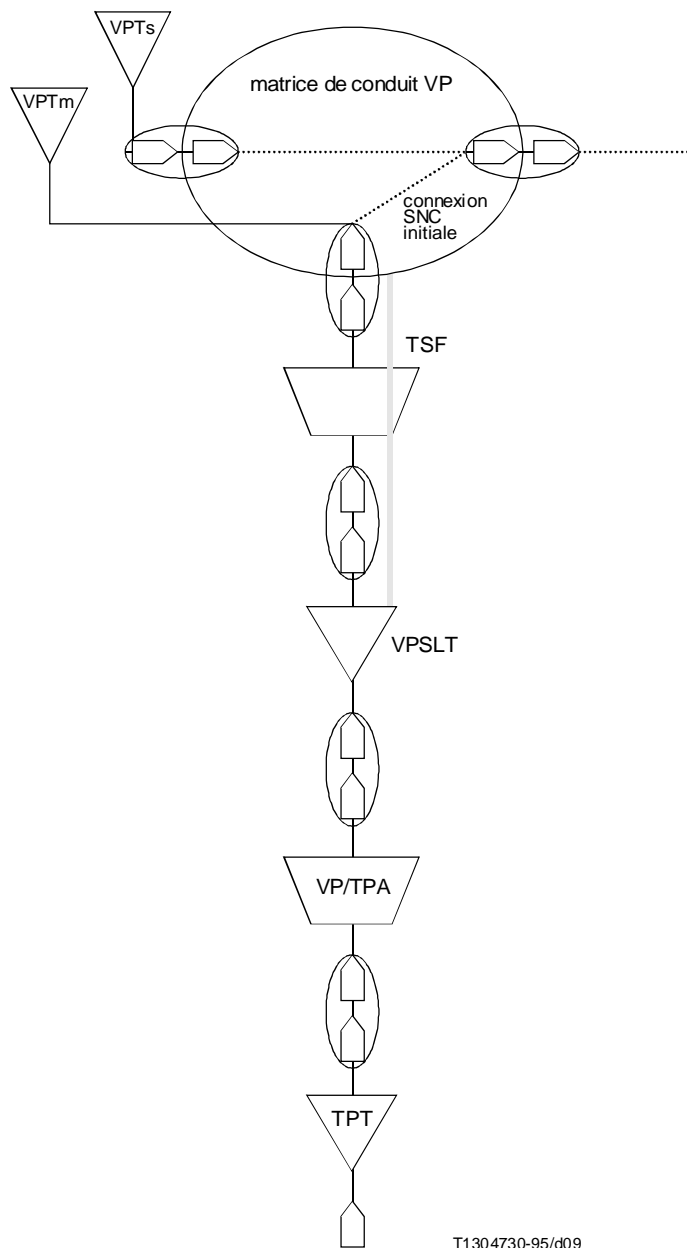 VPTs
VPTm
matrice de conduit VP
connexion
SNC
initiale
TSF
VPSLT
VP/TPA
TPT
T1304730-95/d09